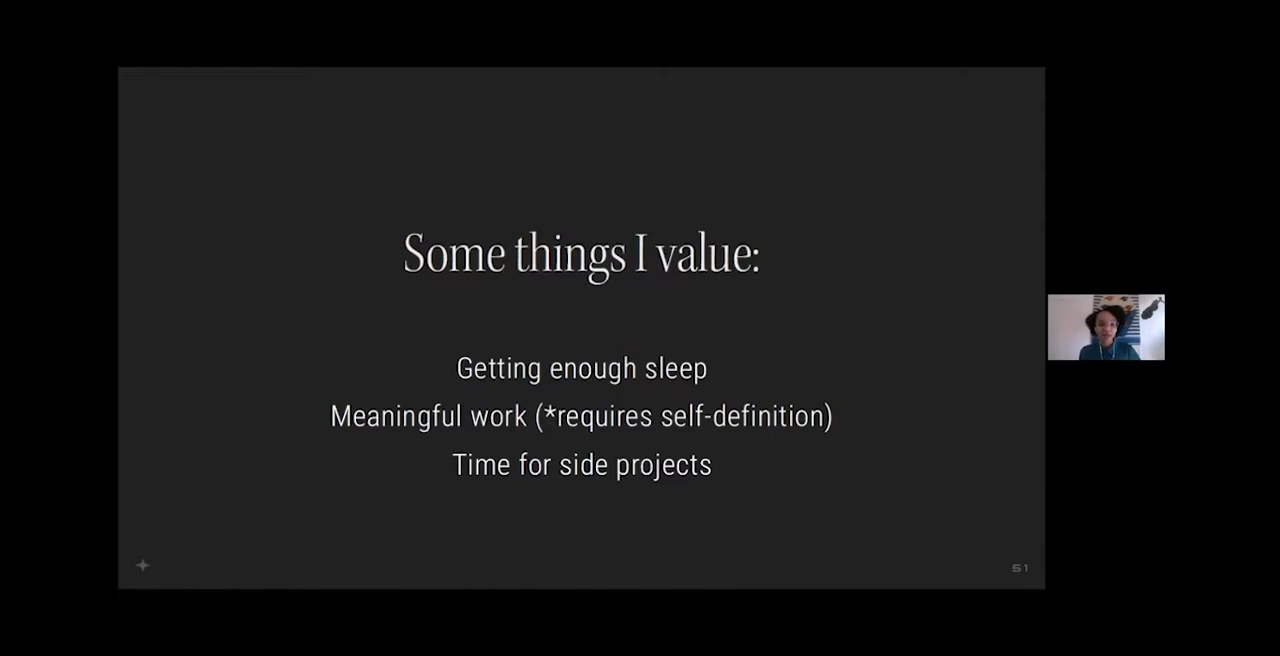 Some things I value:
Getting enough sleep
Meaningful work (*requires self-definition)
Time for side projects
51